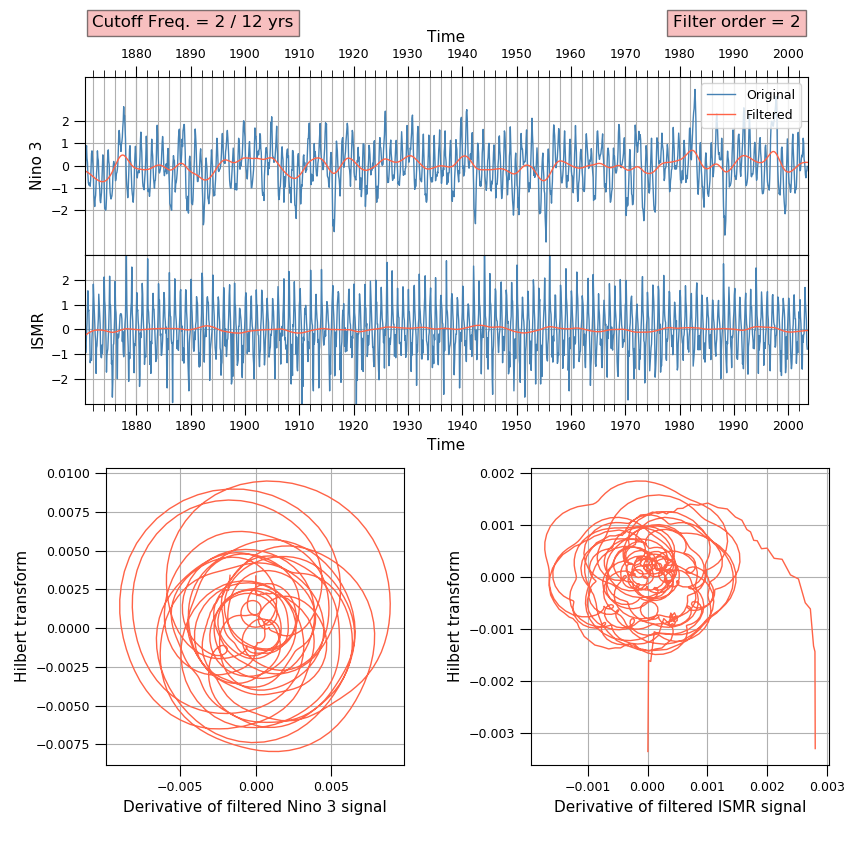 Cutoff Freq. = 2 / 12 yrs
Filter order = 2
Time
1880 1890 1900 1910 1920 1930 1940 1950 1960 1970 1980 1990 2000
Original
Filtered
Nino 3
2
1
0
−1
−2
ISMR
2
1
0
−1
−2
1880 1890 1900 1910 1920 1930 1940 1950 1960 1970 1980 1990 2000
Time
Hilbert transform
0.0100
0.0075
0.0050
0.0025
0.0000
−0.0025
−0.0050
−0.0075
−0.005 0.000 0.005
Derivative of filtered Nino 3 signal
Hilbert transform
0.002
0.001
0.000
−0.001
−0.002
−0.003
−0.001 0.000 0.001 0.002 0.003
Derivative of filtered ISMR signal